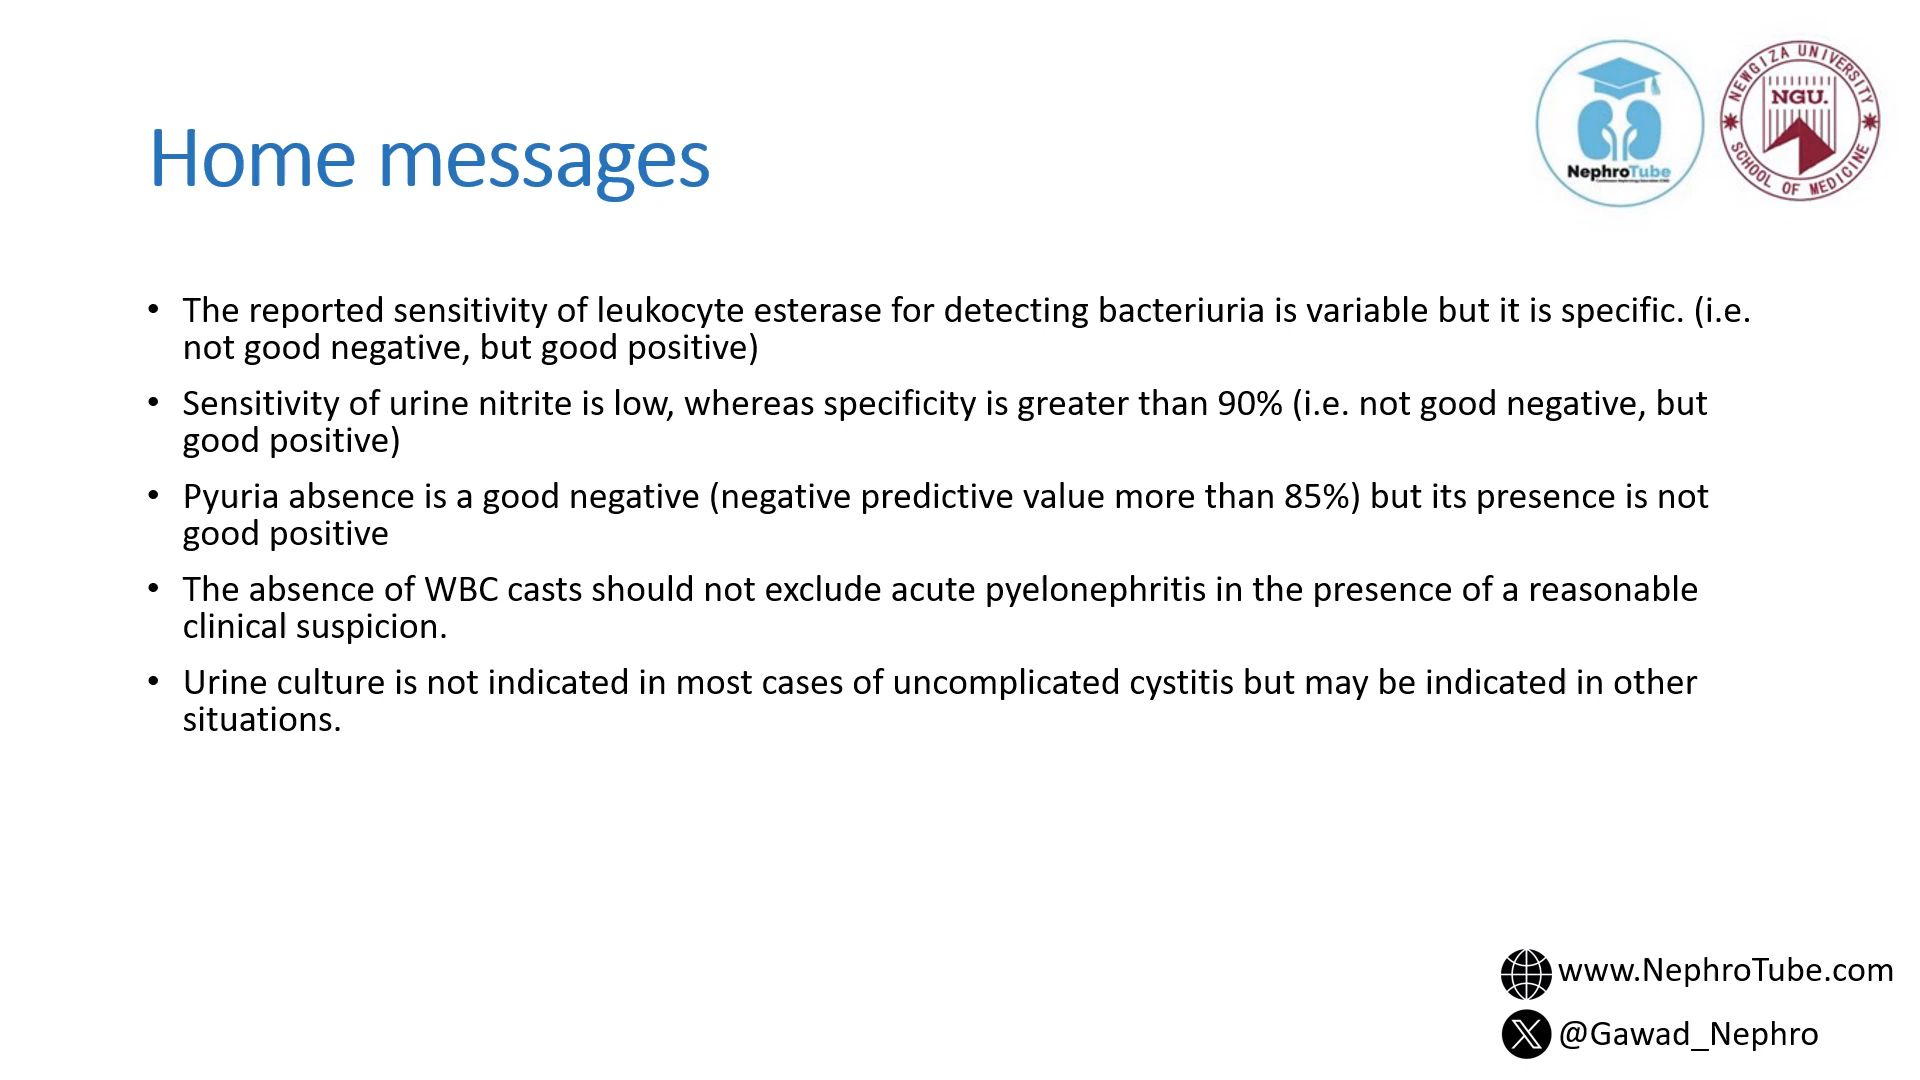 Home messages
NephroTube
NEWGIZA UNIVERSITY
NGU.
SCHOOL OF MEDICINE
• The reported sensitivity of leukocyte esterase for detecting bacteriuria is variable but it is specific. (i.e.
not good negative, but good positive)
• Sensitivity of urine nitrite is low, whereas specificity is greater than 90% (i.e. not good negative, but
good positive)
• Pyuria absence is a good negative (negative predictive value more than 85%) but its presence is not
good positive
• The absence of WBC casts should not exclude acute pyelonephritis in the presence of a reasonable
clinical suspicion.
• Urine culture is not indicated in most cases of uncomplicated cystitis but may be indicated in other
situations.
www.NephroTube.com
@Gawad_Nephro